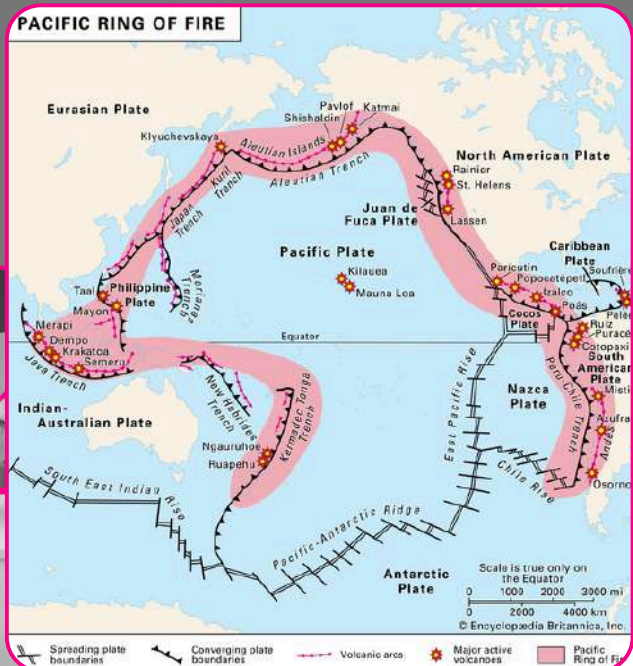 PACIFIC RING OF FIRE
Eurasian Plate
Klyuchevskaya
Pavlof
Katmai
Shishaldin
Aleutian Islands
Aleutian Trench
Kuril
Trench
Japan
Trench
North American Plate
Rainier
St. Helens
Lassen
Juan de
Fuca Plate
Pacific Plate
Kilauea
Mauna Loa
Caribbean
Plate
Soufrière
Pelée
Paricutín
Popocatépetl
Izalco
Poás
Cocos
Plate
Ruiz
Puracé
Cotopaxi
South
American
Plate
Misti
Azufral
Andes
Osorno
Peru-Chile Trench
Taal
Philippine
Plate
Mayon
Mariana
Trench
Merapi
Dempo
Krakatoa
Semeru
Java Trench
Equator
Nazca
Plate
Indian-
Australian Plate
New Hebrides
Trench
Kermadec Tonga
Trench
Ngauruhoe
Ruapehu
East Pacific Rise
Chile Rise
South East Indian
Rise
Pacific-Antarctic Ridge
Antarctic
Plate
Scale is true only on
the Equator
0 1000 2000 3000 mi
0 2000 4000 km
© Encyclopædia Britannica, Inc.
Spreading plate
boundaries
Converging plate
boundaries
Volcanic arcs
Major active
volcanoes
Pacific
Ring of Fi